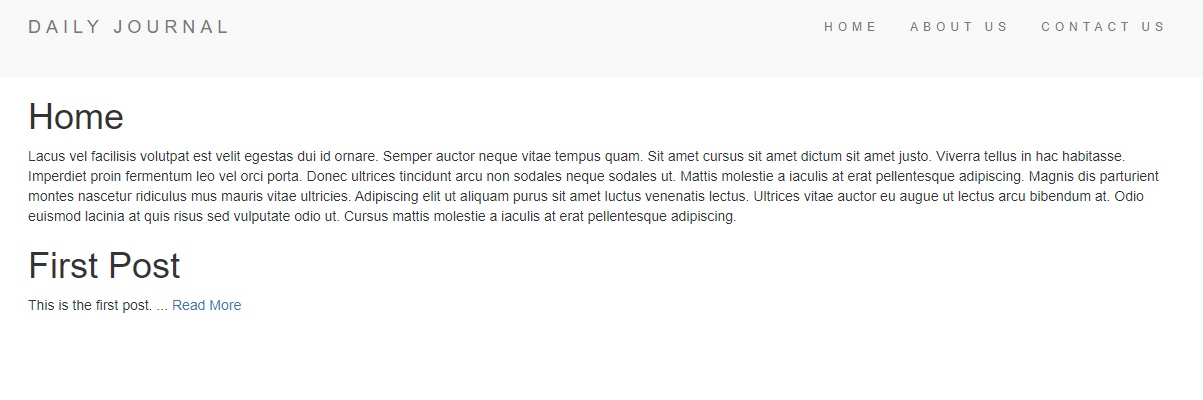 DAILY JOURNAL
HOME ABOUT US CONTACT US
Home
Lacus vel facilisis volutpat est velit egestas dui id ornare. Semper auctor neque vitae tempus quam. Sit amet cursus sit amet dictum sit amet justo. Viverra tellus in hac habitasse.
Imperdiet proin fermentum leo vel orci porta. Donec ultrices tincidunt arcu non sodales neque sodales ut. Mattis molestie a iaculis at erat pellentesque adipiscing. Magnis dis parturient
montes nascetur ridiculus mus mauris vitae ultricies. Adipiscing elit ut aliquam purus sit amet luctus venenatis lectus. Ultrices vitae auctor eu augue ut lectus arcu bibendum at. Odio
euismod lacinia at quis risus sed vulputate odio ut. Cursus mattis molestie a iaculis at erat pellentesque adipiscing.
First Post
This is the first post. ... Read More